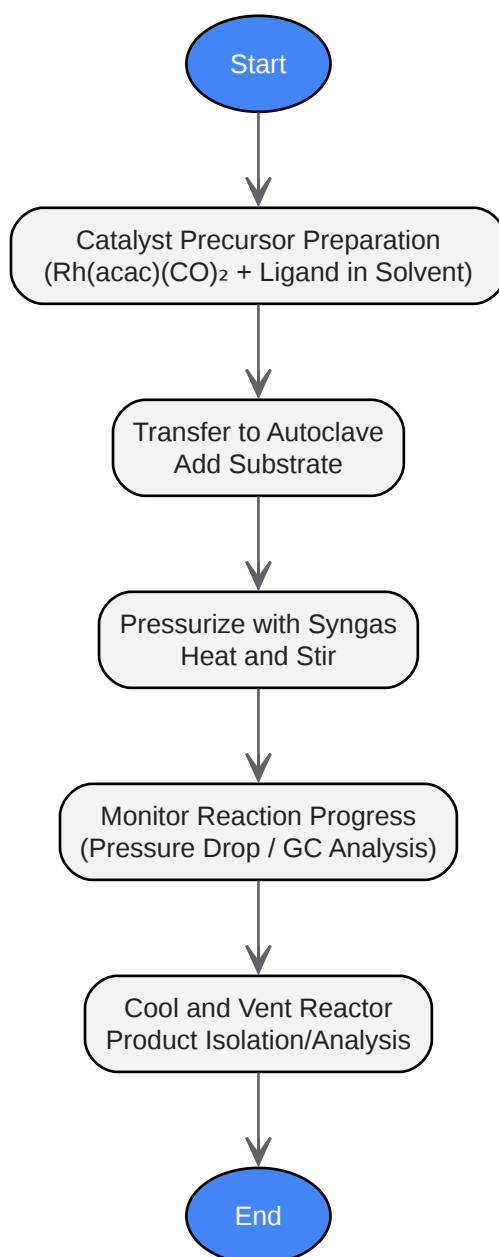 Start
Catalyst Precursor Preparation
(Rh(acac)(CO)₂ + Ligand in Solvent)
Transfer to Autoclave
Add Substrate
Pressurize with Syngas
Heat and Stir
Monitor Reaction Progress
(Pressure Drop / GC Analysis)
Cool and Vent Reactor
Product Isolation/Analysis
End